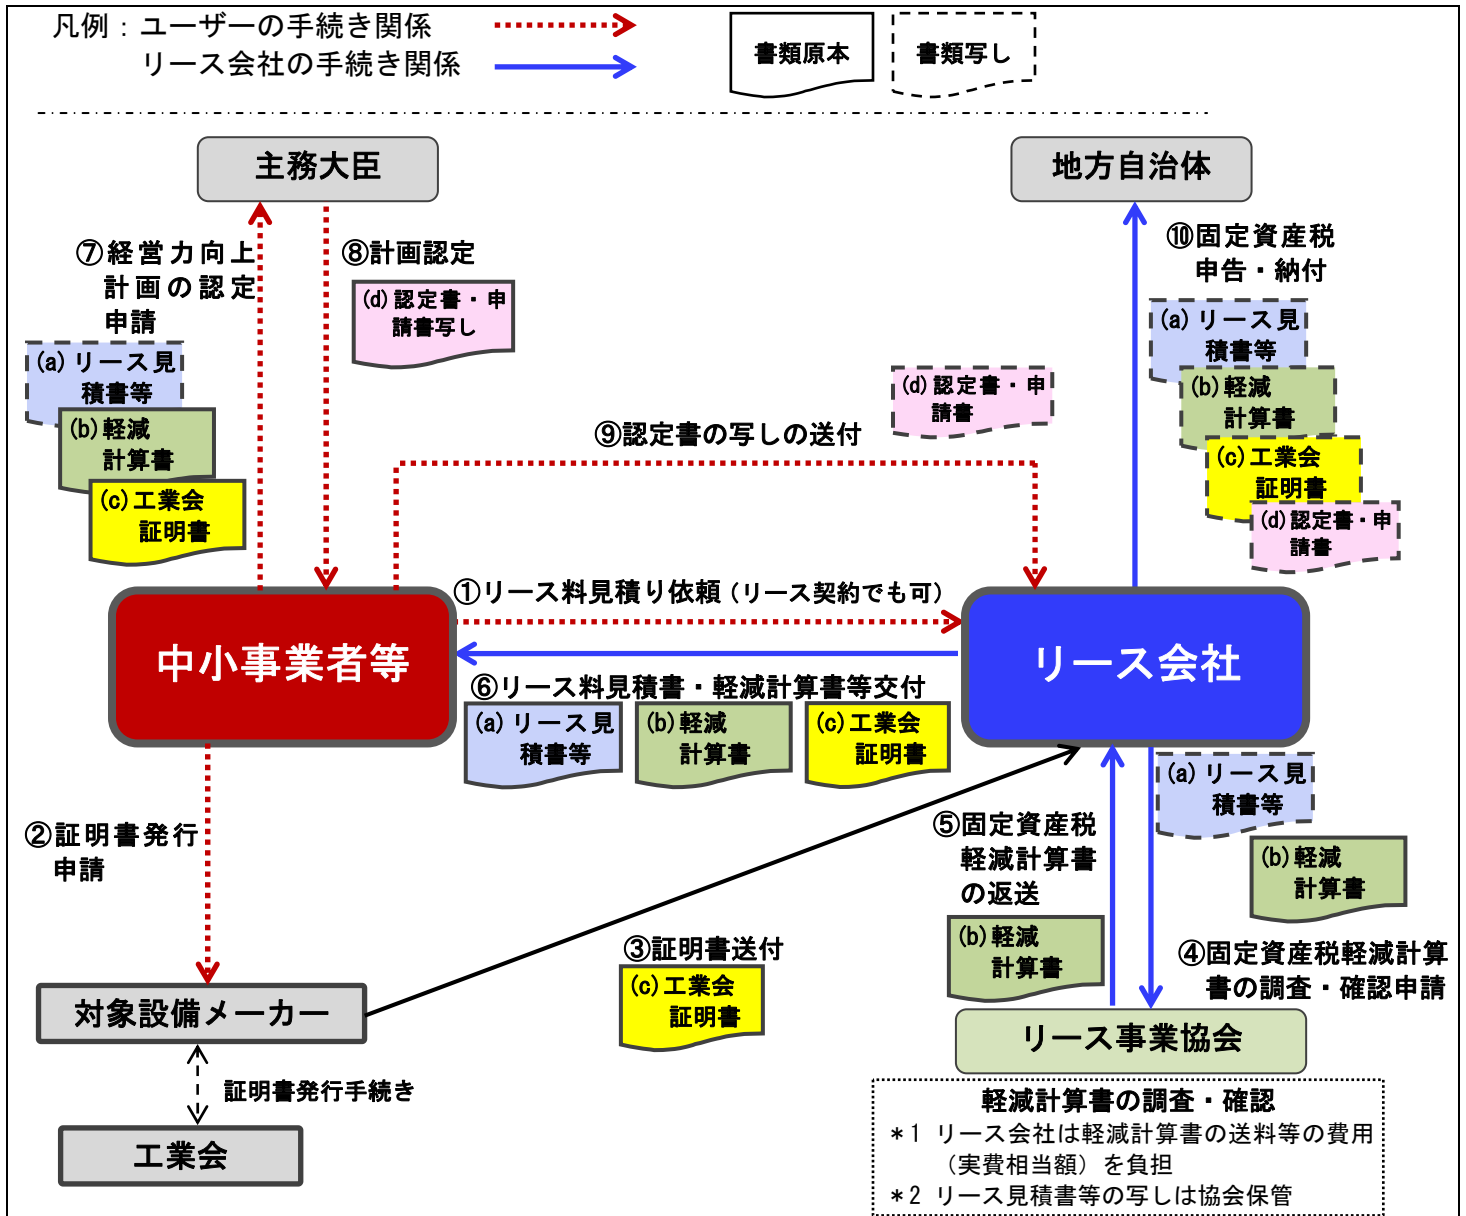 凡例：ユーザーの手続き関係
リース会社の手続き関係
書類原本
書類写し
主務大臣
地方自治体
⑦経営力向上
計画の認定
申請
(a)リース見
積書等
(b)軽減
計算書
(c)工業会
証明書
⑧計画認定
(d)認定書・申
請書写し
⑩固定資産税
申告・納付
(a)リース見
積書等
(b)軽減
計算書
(c)工業会
証明書
(d)認定書・申
請書
(d)認定書・申
請書
⑨認定書の写しの送付
①リース料見積り依頼（リース契約でも可）
中小事業者等
リース会社
⑥リース料見積書・軽減計算書等交付
(a)リース見
積書等
(b)軽減
計算書
(c)工業会
証明書
②証明書発行
申請
③証明書送付
(c)工業会
証明書
⑤固定資産税
軽減計算書
の返送
(b)軽減
計算書
(a)リース見
積書等
(b)軽減
計算書
④固定資産税軽減計算
書の調査・確認申請
対象設備メーカー
証明書発行手続き
工業会
リース事業協会
軽減計算書の調査・確認
*1 リース会社は軽減計算書の送料等の費用
（実費相当額）を負担
*2 リース見積書等の写しは協会保管